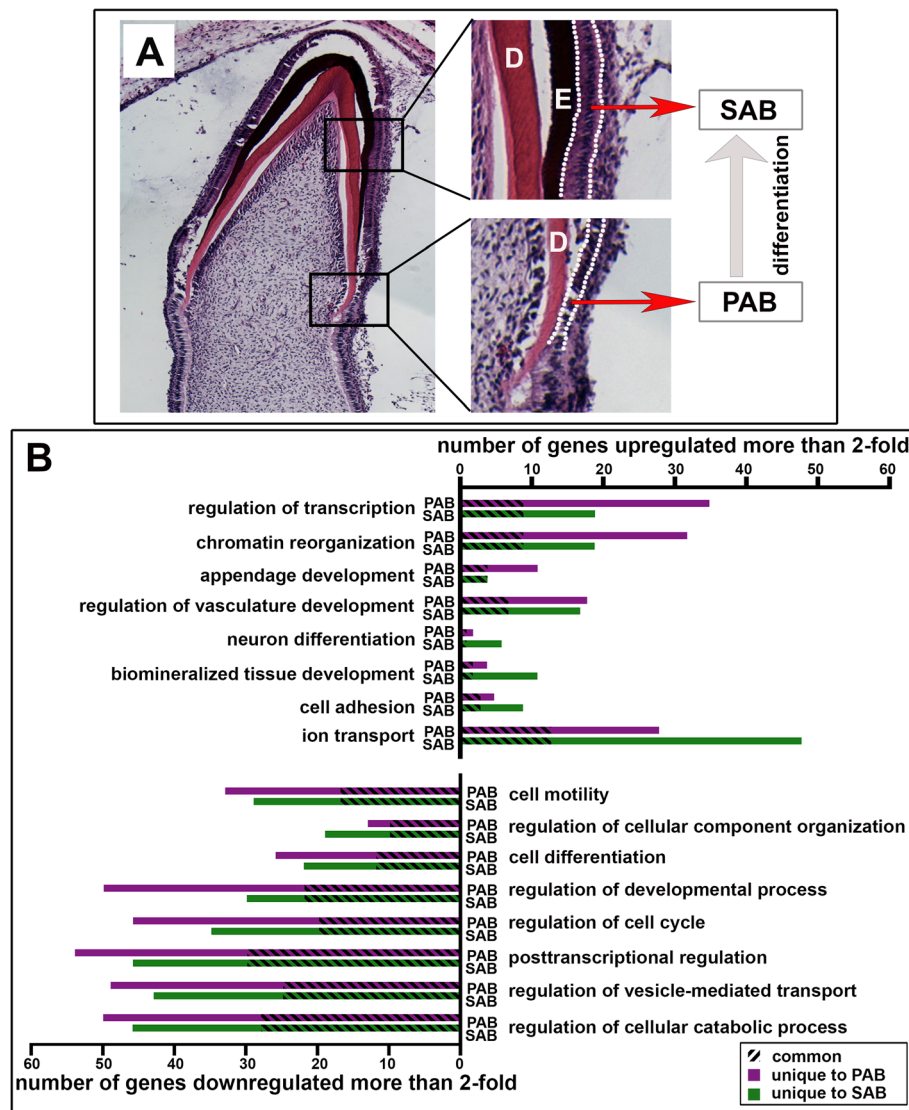 A
D
E
SAB
differentiation
D
PAB
B
number of genes upregulated more than 2-fold
0 10 20 30 40 50 60
regulation of transcription PAB
SAB
chromatin reorganization PAB
SAB
appendage development PAB
SAB
regulation of vasculature development PAB
SAB
neuron differentiation PAB
SAB
biomineralized tissue development PAB
SAB
cell adhesion PAB
SAB
ion transport PAB
SAB
PAB cell motility
SAB
PAB regulation of cellular component organization
SAB
PAB cell differentiation
SAB
PAB regulation of developmental process
SAB
PAB regulation of cell cycle
SAB
PAB posttranscriptional regulation
SAB
PAB regulation of vesicle-mediated transport
SAB
PAB regulation of cellular catabolic process
SAB
60 50 40 30 20 10 0
number of genes downregulated more than 2-fold
common
unique to PAB
unique to SAB